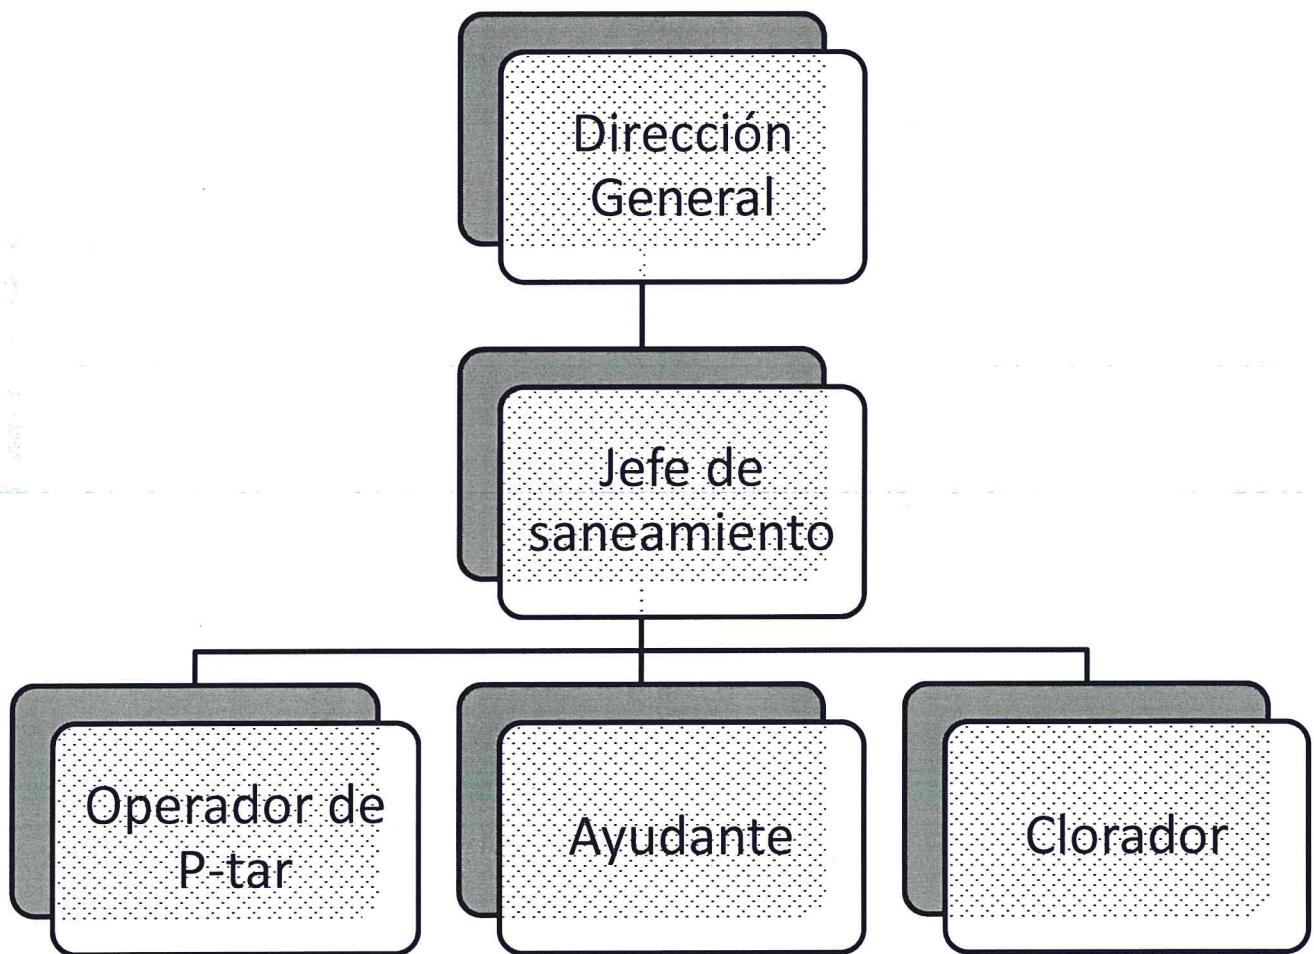 Dirección
General
Jefe de
saneamiento
Operador de
P-tar
Ayudante
Clorador